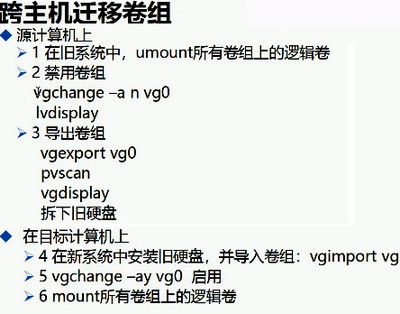 跨主机迁移卷组
源计算机上
1 在旧系统中，umount所有卷组上的逻辑卷
2 禁用卷组
vgchange –a n vg0
lvdisplay
3 导出卷组
vgexport vg0
pvscan
vgdisplay
拆下旧硬盘
在目标计算机上
4 在新系统中安装旧硬盘，并导入卷组：vgimport vg
5 vgchange –ay vg0 启用
6 mount所有卷组上的逻辑卷